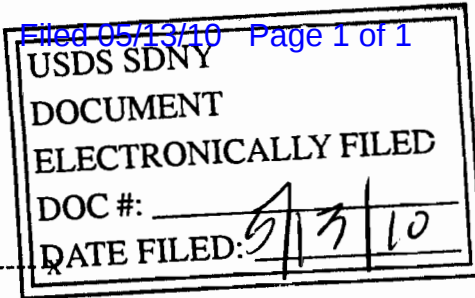 Filed 05/13/10 Page 1 of 1
USDS SDNY
DOCUMENT
ELECTRONICALLY FILED
DOC #:
DATE FILED: 5/13/10